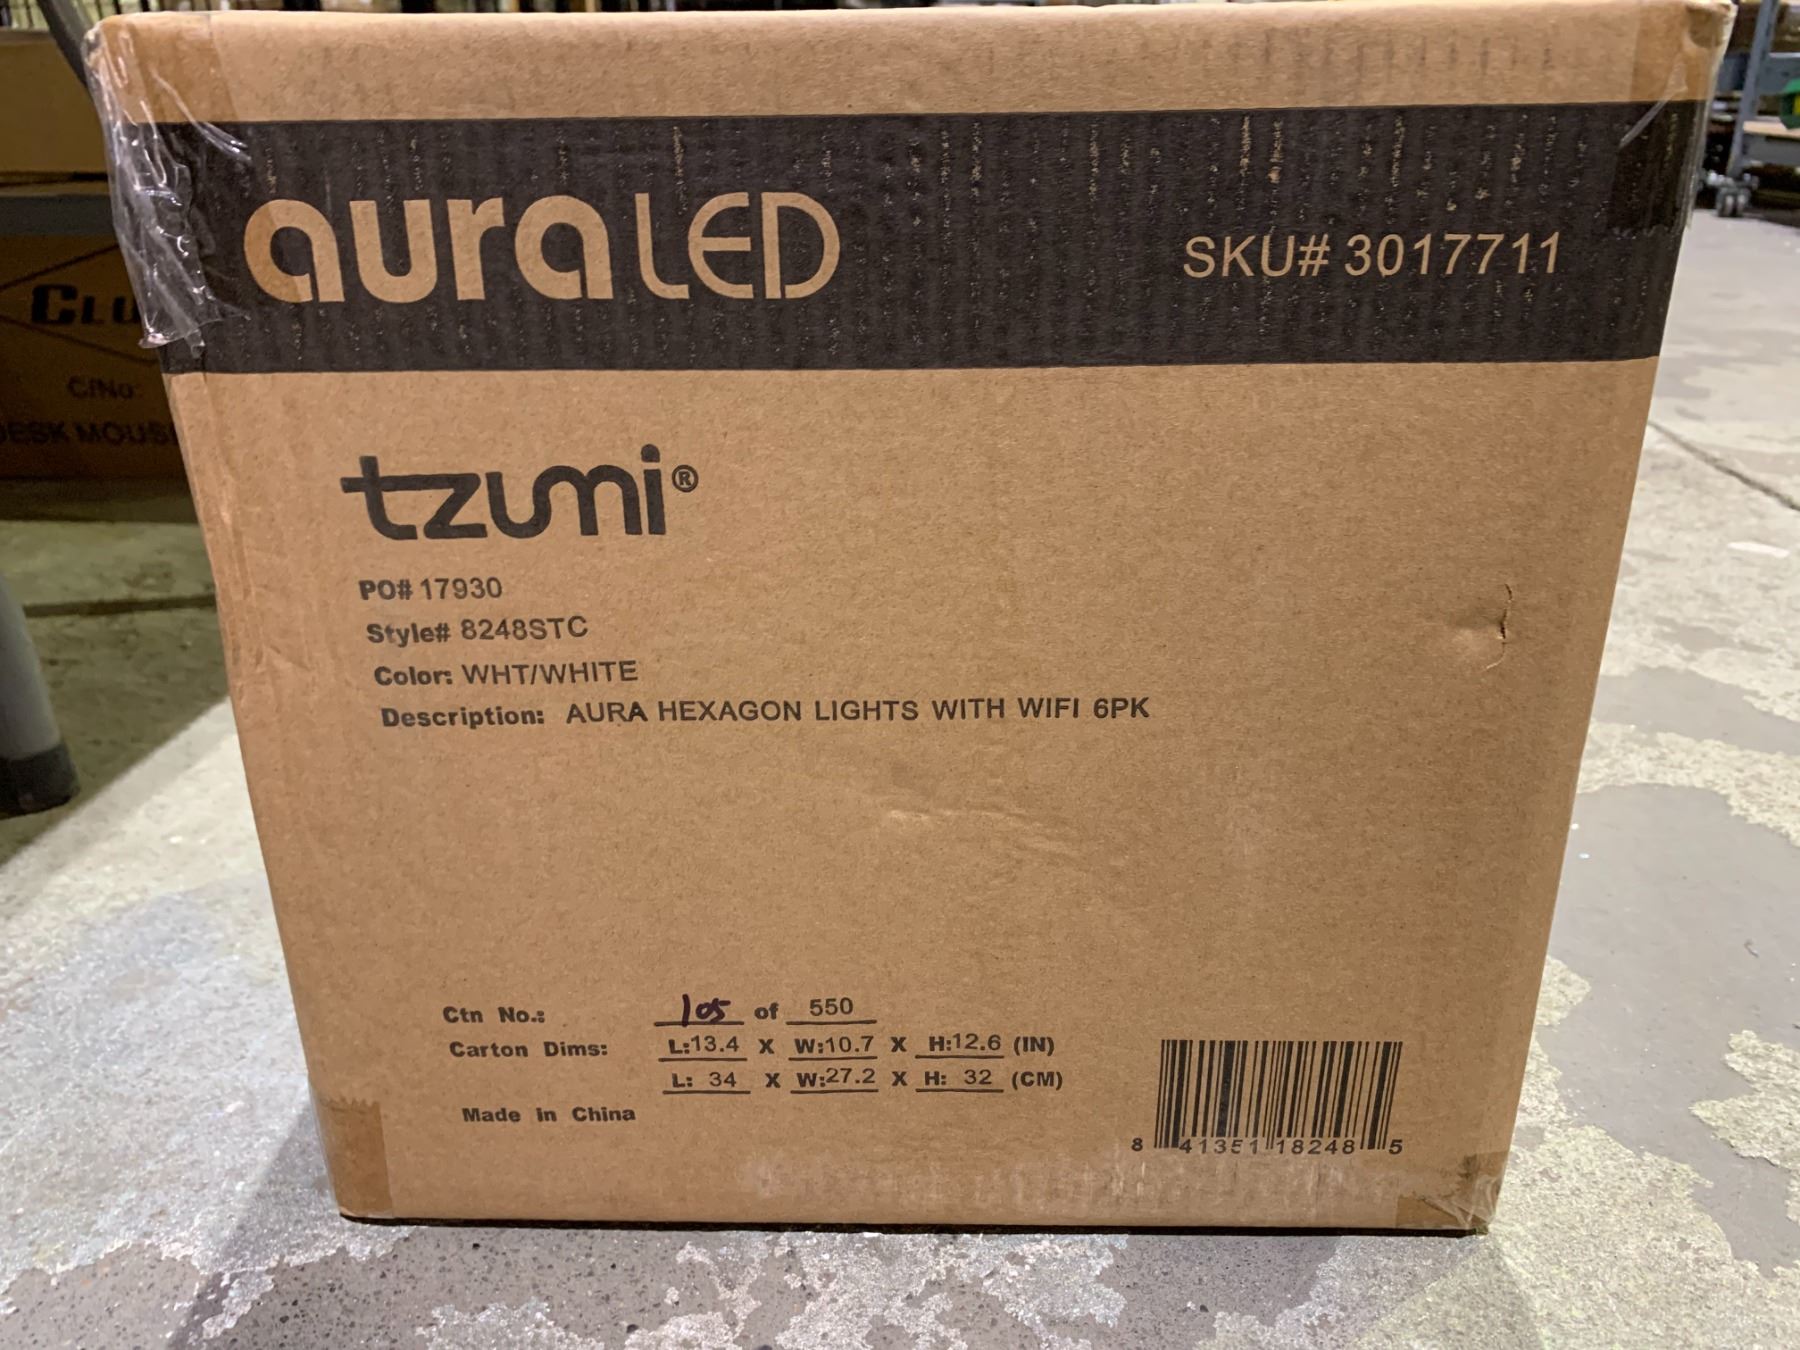 auraLED
SKU# 3017711
tzumi®
PO# 17930
Style# 8248STC
Color: WHT/WHITE
Description: AURA HEXAGON LIGHTS WITH WIFI 6PK
Ctn No.: 105 of 550
Carton Dims: L:13.4 X W:10.7 X H:12.6 (IN)
L: 34 X W:27.2 X H: 32 (CM)
Made in China
8 41351 18248 5
C/No: